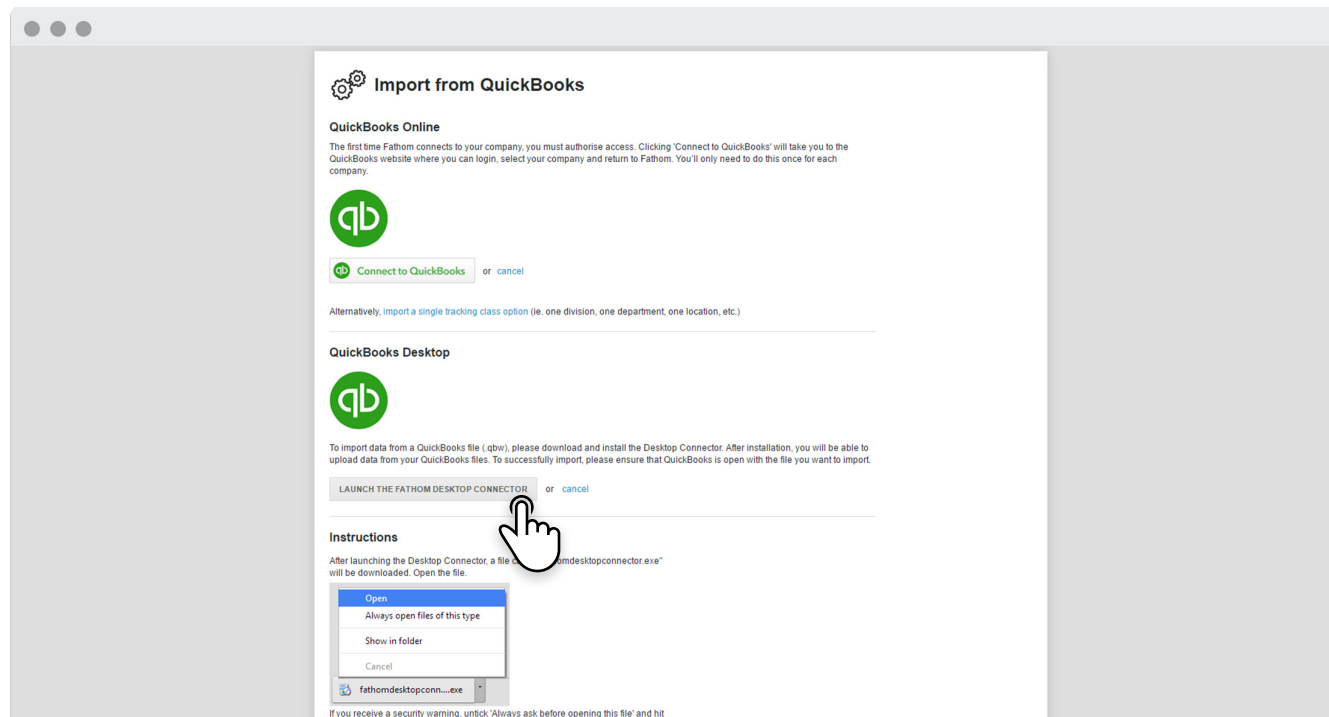 Import from QuickBooks
QuickBooks Online
The first time Fathom connects to your company, you must authorise access. Clicking 'Connect to QuickBooks' will take you to the
QuickBooks website where you can login, select your company and return to Fathom. You'll only need to do this once for each
company.
qb
qb Connect to QuickBooks or cancel
Alternatively, import a single tracking class option (ie. one division, one department, one location, etc.)
QuickBooks Desktop
qb
To import data from a QuickBooks file (.qbw), please download and install the Desktop Connector. After installation, you will be able to
upload data from your QuickBooks files. To successfully import, please ensure that QuickBooks is open with the file you want to import.
LAUNCH THE FATHOM DESKTOP CONNECTOR or cancel
Instructions
After launching the Desktop Connector, a file omdesktopconnector.exe"
will be downloaded. Open the file.
Open
Always open files of this type
Show in folder
Cancel
fathomdesktopconn....exe
If you receive a security warning, untick 'Always ask before opening this file' and hit